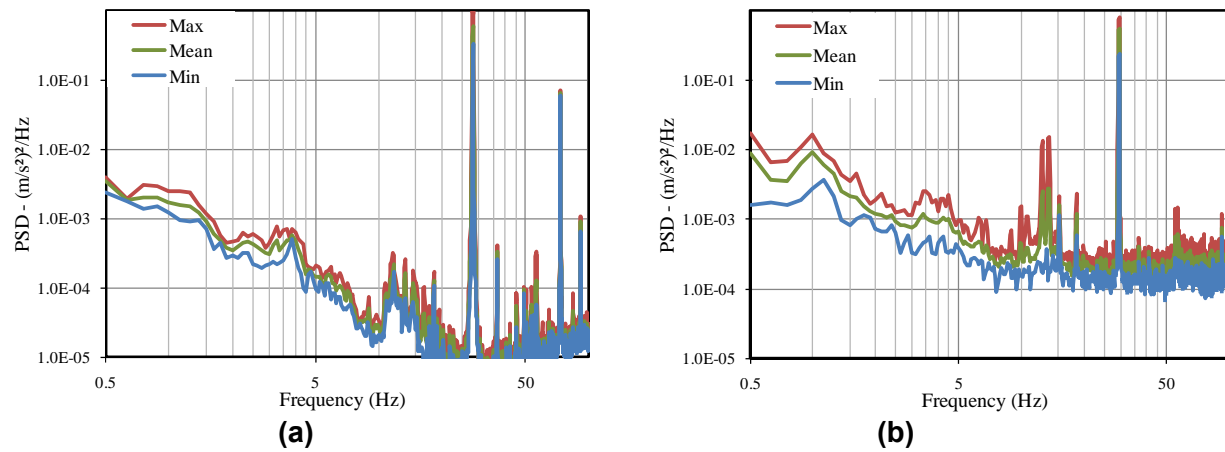 Max
Mean
Min
PSD - (m/s²)²/Hz
1.0E-01
1.0E-02
1.0E-03
1.0E-04
1.0E-05
0.5
5
50
Frequency (Hz)
(a)
Max
Mean
Min
PSD - (m/s²)²/Hz
1.0E-01
1.0E-02
1.0E-03
1.0E-04
1.0E-05
0.5
5
50
Frequency (Hz)
(b)